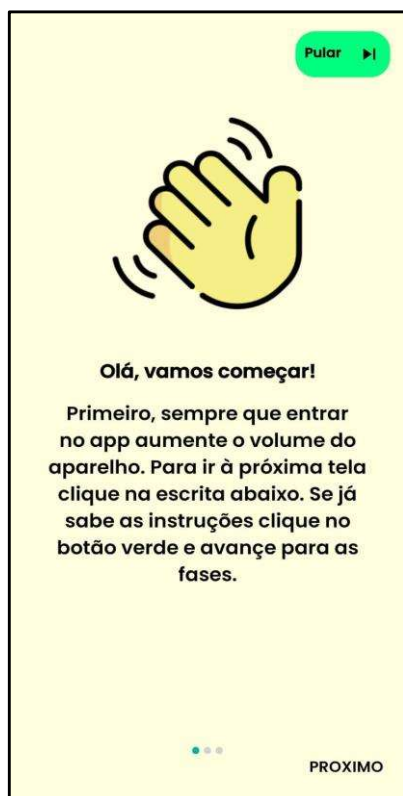 Pular
Olá, vamos começar!
Primeiro, sempre que entrar
no app aumente o volume do
aparelho. Para ir à próxima tela
clique na escrita abaixo. Se já
sabe as instruções clique no
botão verde e avançe para as
fases.
PROXIMO